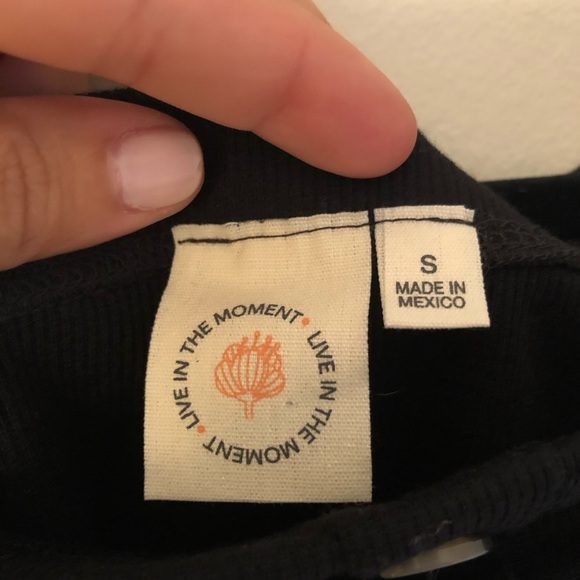 LIVE IN THE MOMENT • LIVE IN THE MOMENT •
S
MADE IN
MEXICO